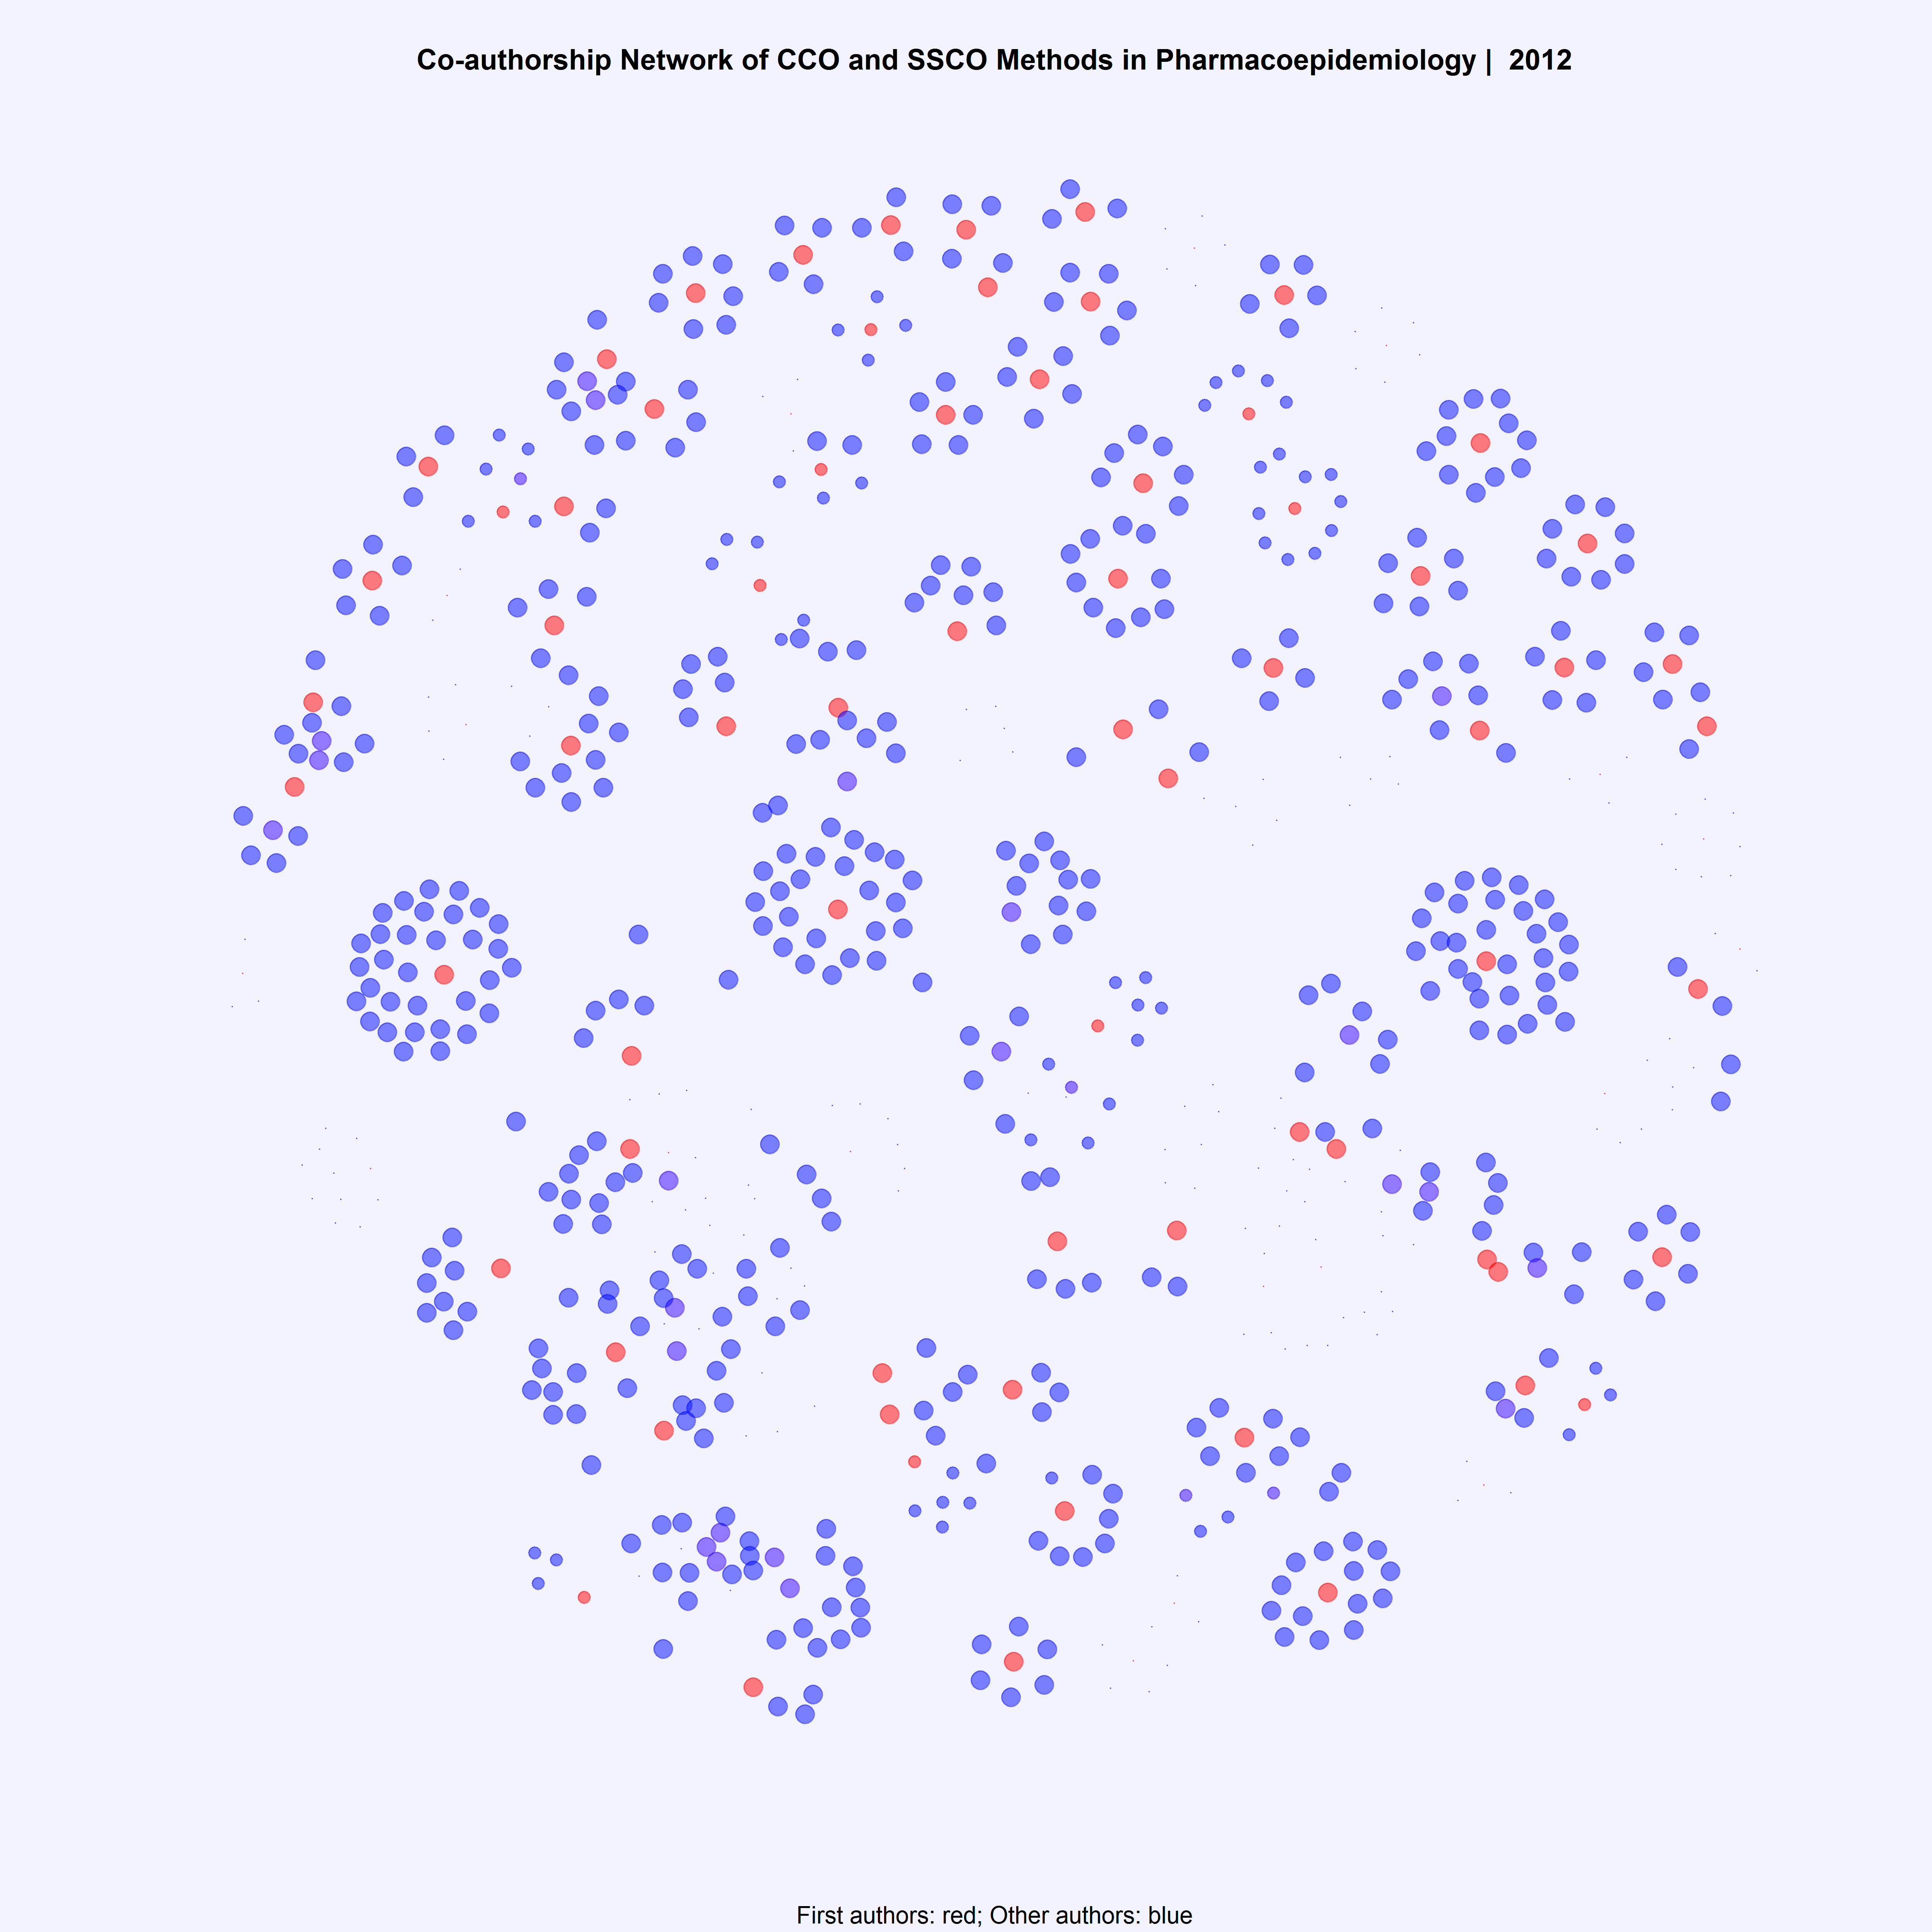 Co-authorship Network of CCO and SSCO Methods in Pharmacoepidemiology | 2012
First authors: red; Other authors: blue